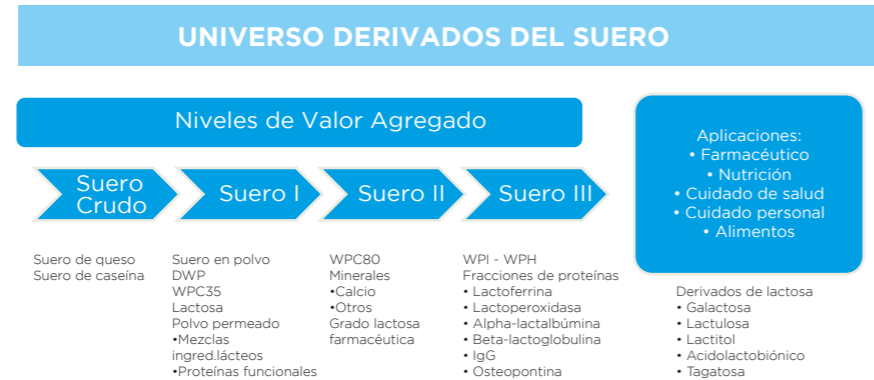 UNIVERSO DERIVADOS DEL SUERO
Niveles de Valor Agregado
Suero
Crudo
Suero I
Suero II
Suero III
Aplicaciones:
• Farmacéutico
• Nutrición
• Cuidado de salud
• Cuidado personal
• Alimentos
Suero de queso
Suero de caseína
Suero en polvo
DWP
WPC35
Lactosa
Polvo permeado
•Mezclas
ingred.lácteos
•Proteínas funcionales
WPC80
Minerales
•Calcio
•Otros
Grado lactosa
farmacéutica
WPI - WPH
Fracciones de proteínas
• Lactoferrina
• Lactoperoxidasa
• Alpha-lactalbúmina
• Beta-lactoglobulina
• IgG
• Osteopontina
Derivados de lactosa
• Galactosa
• Lactulosa
• Lactitol
• Acidolactobiónico
• Tagatosa